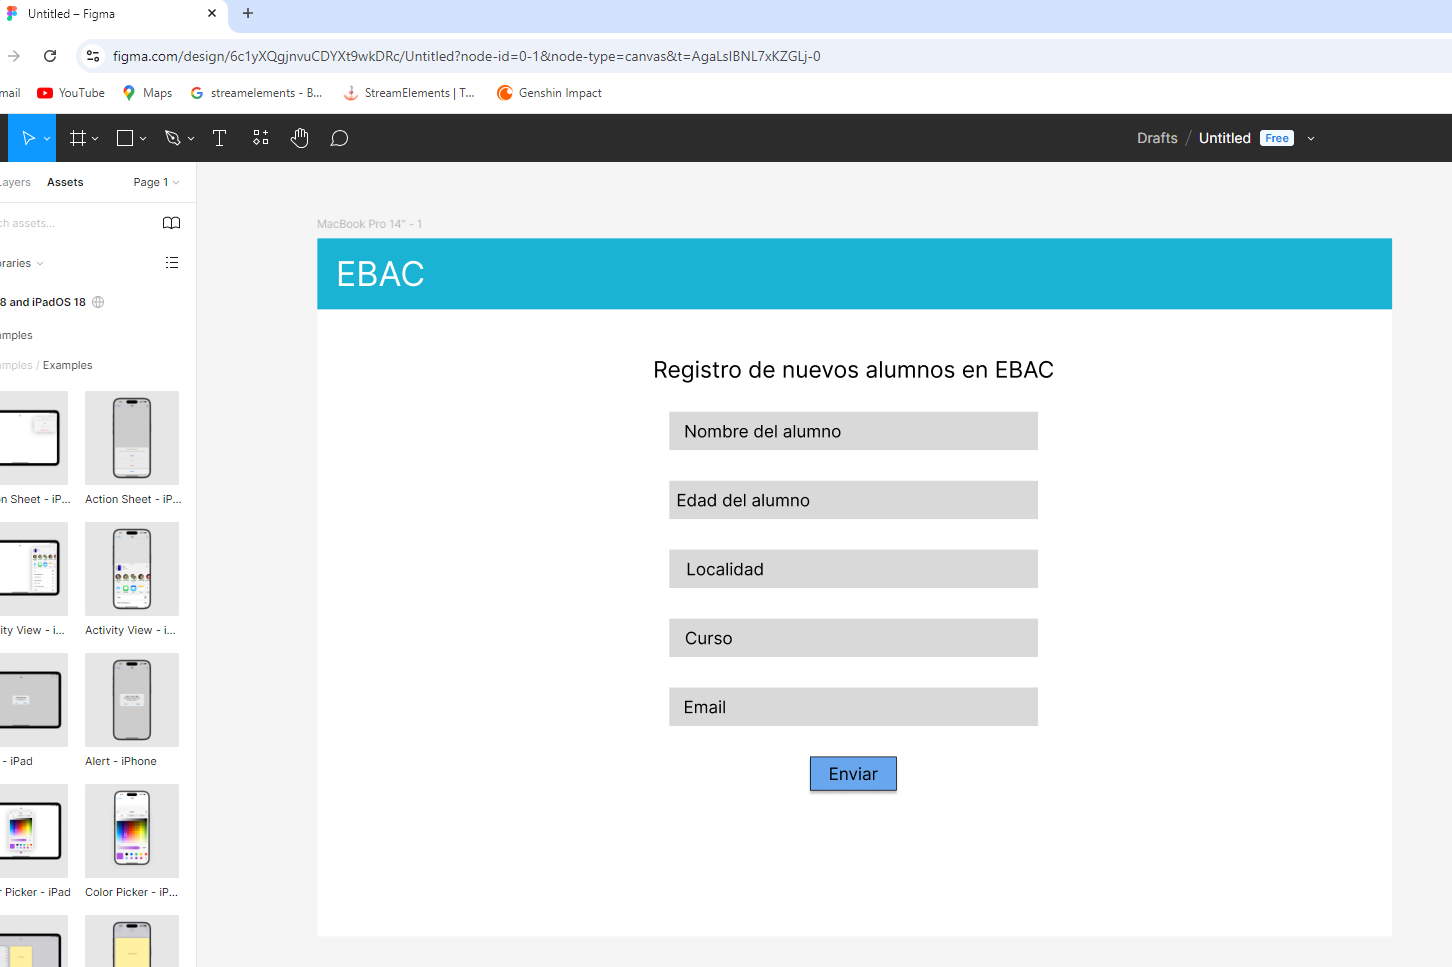 Untitled – Figma
figma.com/design/6c1yXQgjnvuCDYXt9wkDRc/Untitled?node-id=0-1&node-type=canvas&t=AgaLsIBNL7xKZGLj-0
mail YouTube Maps streamelements - B... StreamElements | T... Genshin Impact
Drafts / Untitled Free
ayers Assets Page 1
ch assets...
raries
8 and iPadOS 18
mples
mples / Examples
n Sheet - iP... Action Sheet - iP...
ity View - i... Activity View - i...
- iPad Alert - iPhone
r Picker - iPad Color Picker - iP...
MacBook Pro 14" - 1
EBAC
Registro de nuevos alumnos en EBAC
Nombre del alumno
Edad del alumno
Localidad
Curso
Email
Enviar